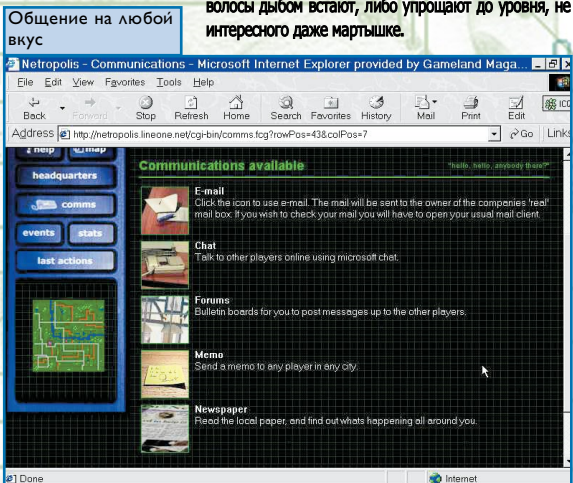 волосы дыбом встают, либо упрощают до уровня, не
интересного даже мартышке.
Общение на любой
вкус
Netropolis - Communications - Microsoft Internet Explorer provided by Gameland Maga...
File Edit View Favorites Tools Help
Back Forward Stop Refresh Home Search Favorites History Mail Print Edit
Address http://netropolis.lineone.net/cgi-bin/comms.fcg?rowPos=43&colPos=7 Go Links
? help map
headquarters
comms
events stats
last actions
Communications available "hello, hello, anybody there?"
E-mail
Click the icon to use e-mail. The mail will be sent to the owner of the companies 'real'
mail box. If you wish to check your mail you will have to open your usual mail client.
Chat
Talk to other players online using microsoft chat.
Forums
Bulletin boards for you to post messages up to the other players.
Memo
Send a memo to any player in any city.
Newspaper
Read the local paper, and find out whats happening all around you.
Done Internet